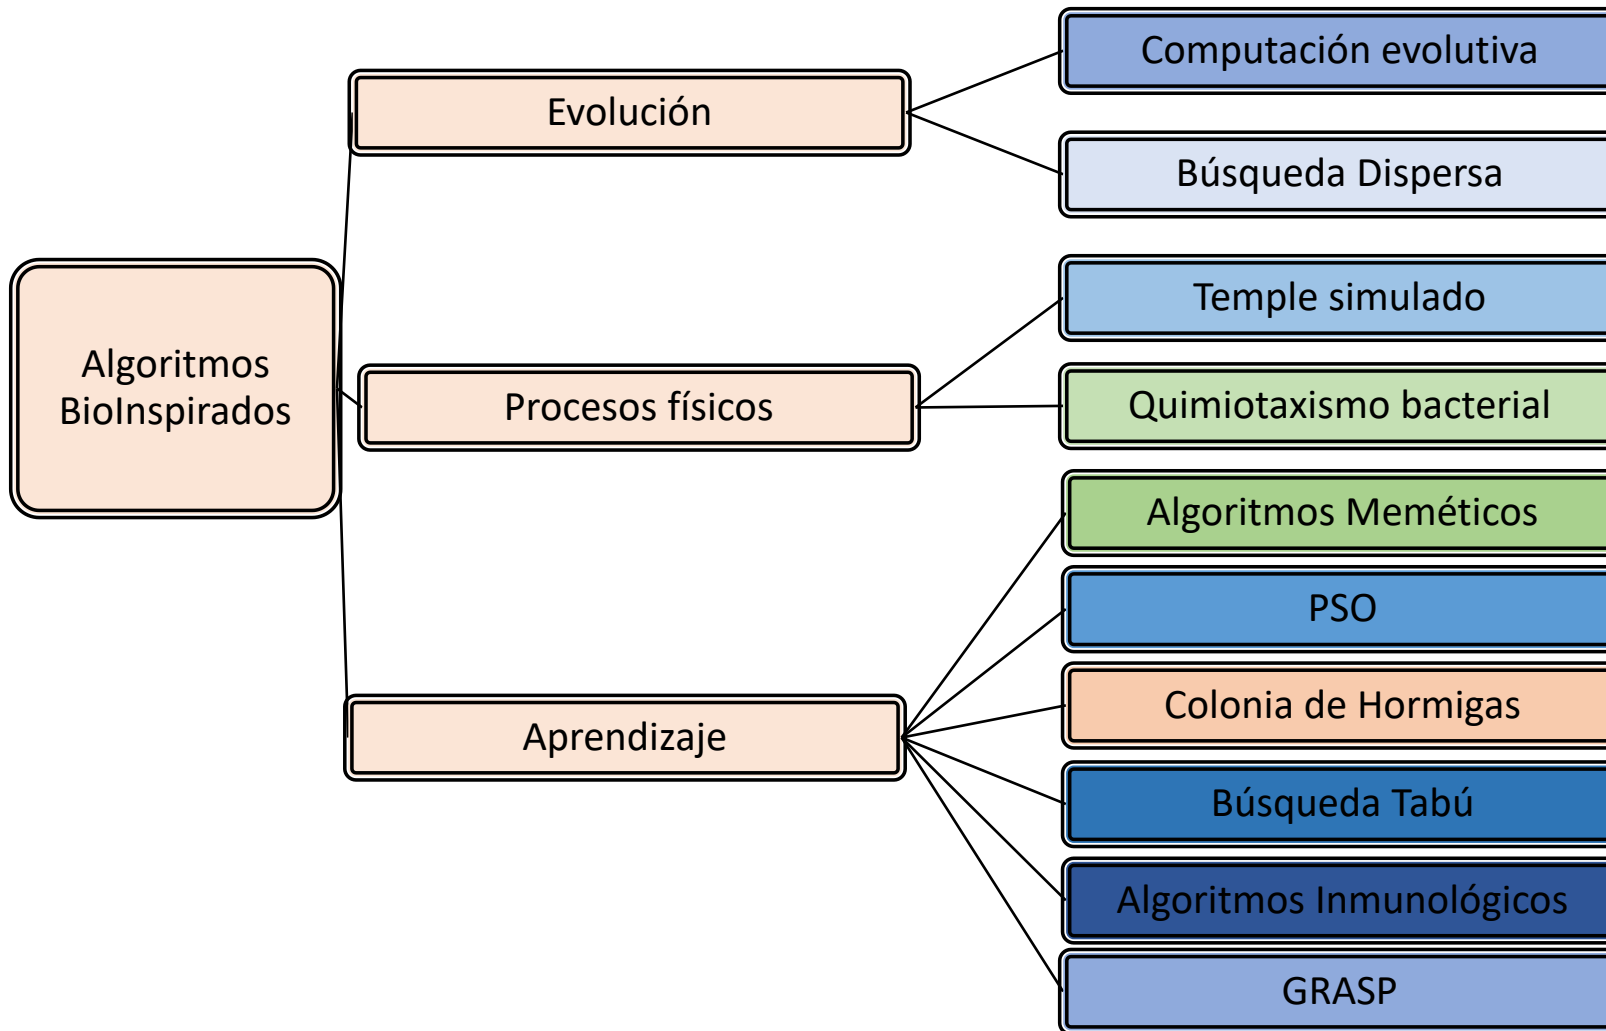 Computación evolutiva
Evolución
Búsqueda Dispersa
Temple simulado
Algoritmos
BioInspirados
Procesos físicos
Quimiotaxismo bacterial
Algoritmos Meméticos
PSO
Colonia de Hormigas
Aprendizaje
Búsqueda Tabú
Algoritmos Inmunológicos
GRASP